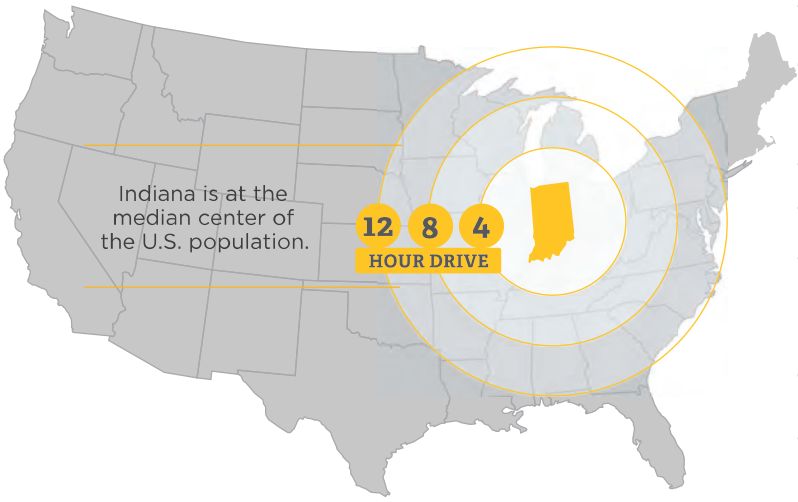 Indiana is at the
median center of
the U.S. population.
12 8 4
HOUR DRIVE